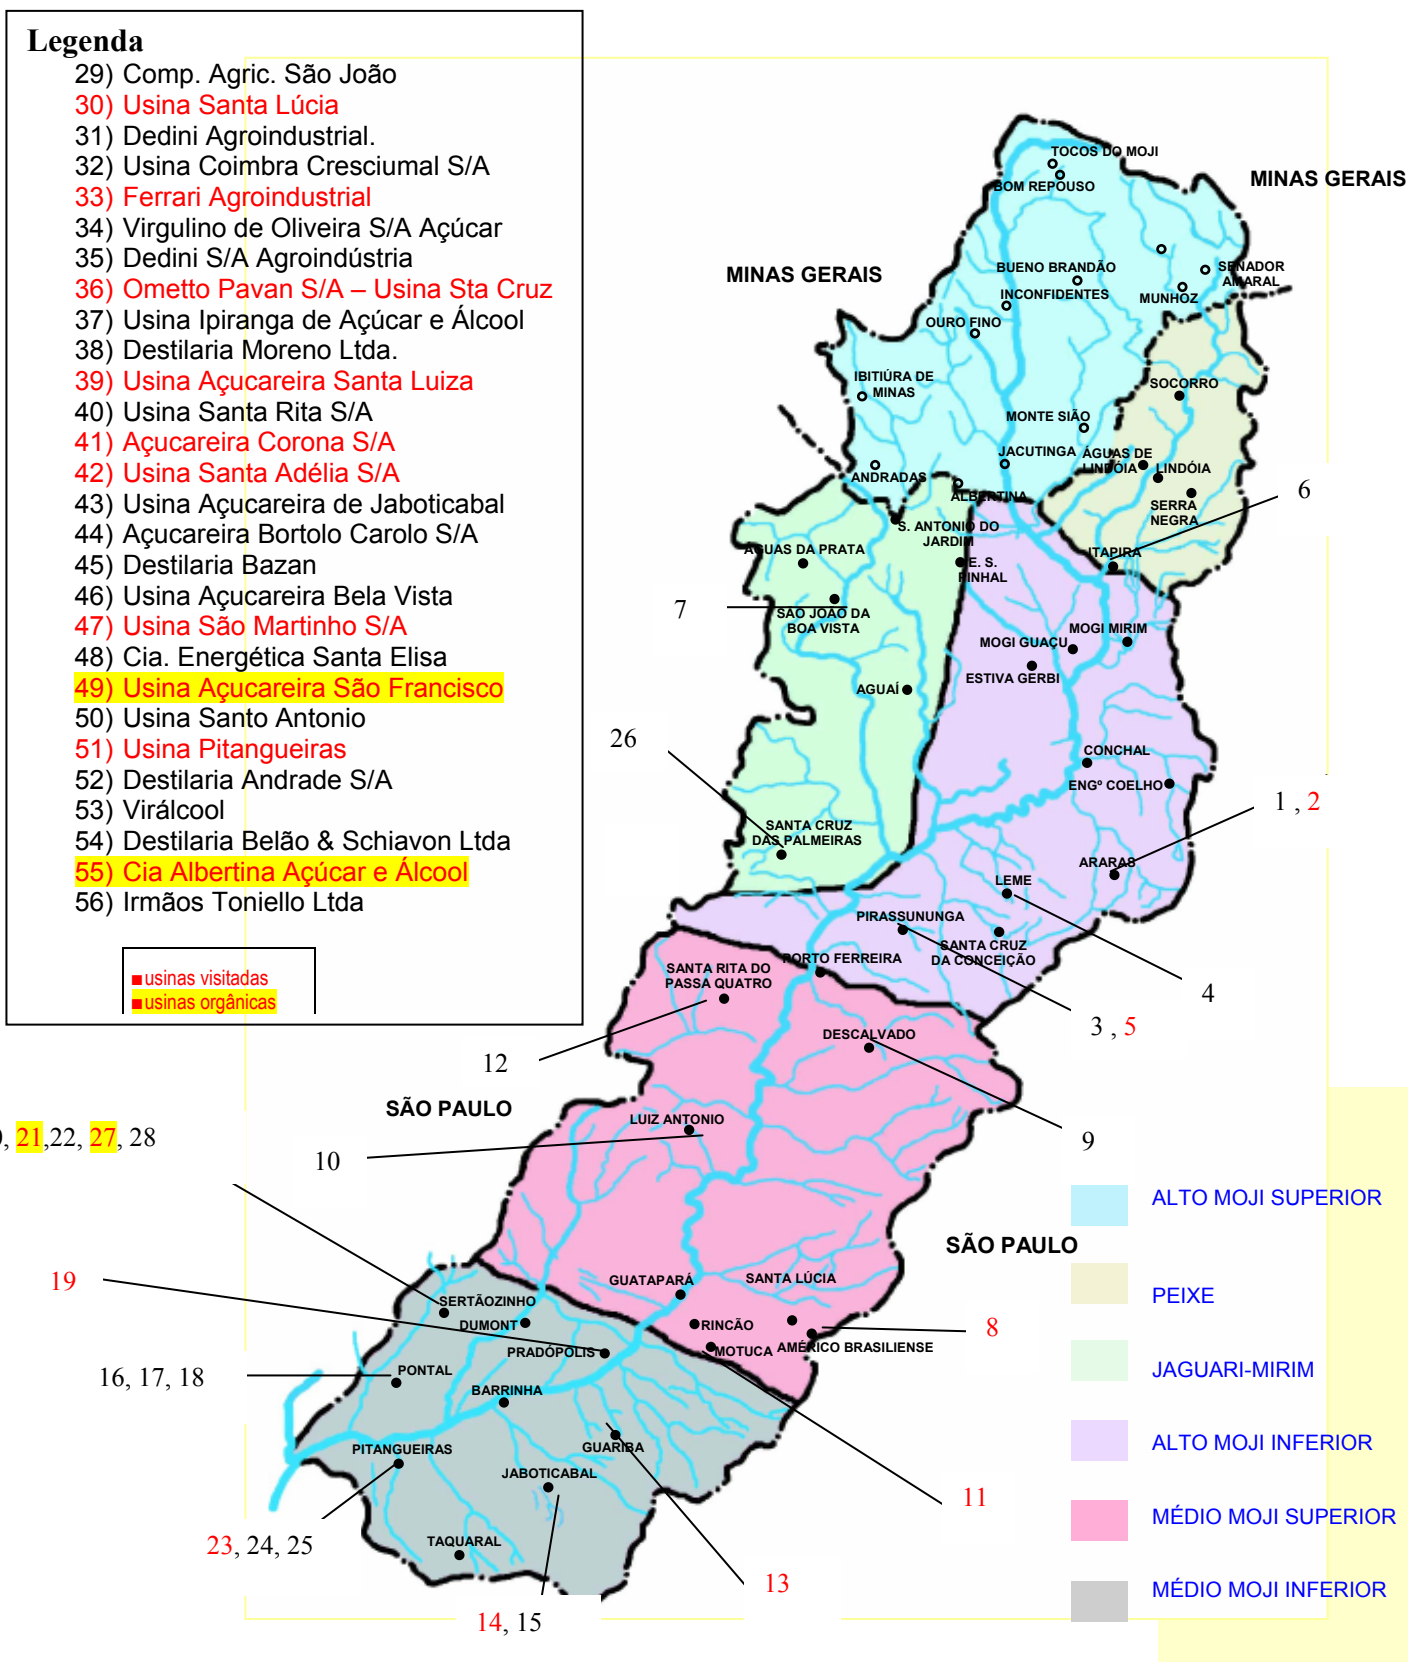 Legenda
29) Comp. Agric. São João
30) Usina Santa Lúcia
31) Dedini Agroindustrial.
32) Usina Coimbra Cresciumal S/A
33) Ferrari Agroindustrial
34) Virgulino de Oliveira S/A Açúcar
35) Dedini S/A Agroindústria
36) Ometto Pavan S/A – Usina Sta Cruz
37) Usina Ipiranga de Açúcar e Álcool
38) Destilaria Moreno Ltda.
39) Usina Açucareira Santa Luiza
40) Usina Santa Rita S/A
41) Açucareira Corona S/A
42) Usina Santa Adélia S/A
43) Usina Açucareira de Jaboticabal
44) Açucareira Bortolo Carolo S/A
45) Destilaria Bazan
46) Usina Açucareira Bela Vista
47) Usina São Martinho S/A
48) Cia. Energética Santa Elisa
49) Usina Açucareira São Francisco
50) Usina Santo Antonio
51) Usina Pitangueiras
52) Destilaria Andrade S/A
53) Virálcool
54) Destilaria Belão & Schiavon Ltda
55) Cia Albertina Açúcar e Álcool
56) Irmãos Toniello Ltda
usinas visitadas
usinas orgânicas
TOCOS DO MOJI
BOM REPOUSO
MINAS GERAIS
MINAS GERAIS
BUENO BRANDÃO
SENADOR
AMARAL
INCONFIDENTES
MUNHOZ
OURO FINO
IBITIÚRA DE
MINAS
SOCORRO
MONTE SIÃO
JACUTINGA
ÁGUAS DE
LINDÓIA
LINDÓIA
ANDRADAS
ALBERTINA
SERRA
NEGRA
6
S. ANTONIO DO
JARDIM
ÁGUAS DA PRATA
E. S.
PINHAL
ITAPIRA
7
SÃO JOÃO DA
BOA VISTA
MOGI GUAÇU
MOGI MIRIM
ESTIVA GERBI
AGUAÍ
26
CONCHAL
ENGº COELHO
1 , 2
SANTA CRUZ
DAS PALMEIRAS
ARARAS
LEME
PIRASSUNUNGA
SANTA CRUZ
DA CONCEIÇÃO
PORTO FERREIRA
SANTA RITA DO
PASSA QUATRO
4
3 , 5
DESCALVADO
12
SÃO PAULO
LUIZ ANTONIO
, 21,22, 27, 28
10
9
ALTO MOJI SUPERIOR
SÃO PAULO
19
GUATAPARÁ
SANTA LÚCIA
PEIXE
SERTÃOZINHO
DUMONT
RINCÃO
8
PRADÓPOLIS
MOTUCA
AMÉRICO BRASILIENSE
JAGUARI-MIRIM
16, 17, 18
PONTAL
BARRINHA
PITANGUEIRAS
GUARIBA
ALTO MOJI INFERIOR
JABOTICABAL
11
MÉDIO MOJI SUPERIOR
23, 24, 25
TAQUARAL
13
MÉDIO MOJI INFERIOR
14, 15